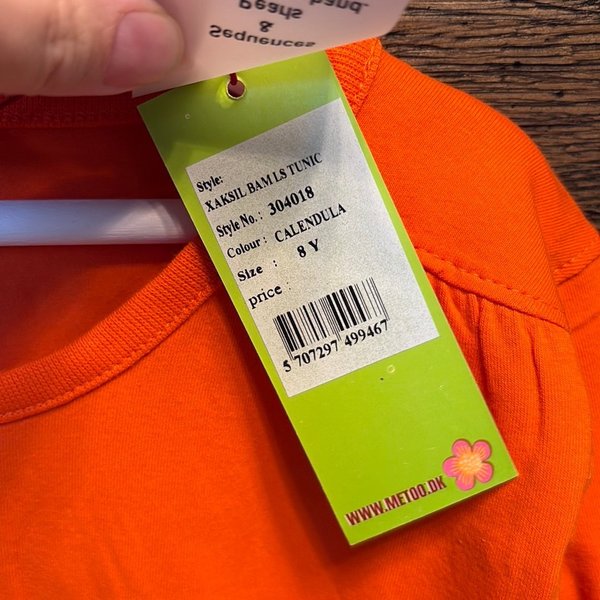 Sequences
&
Pearls
hand.
Style:
XAKSIL BAM LS TUNIC
Style No.: 304018
Colour: CALENDULA
Size : 8 Y
price :
5 707297 499467
WWW.METOO.DK